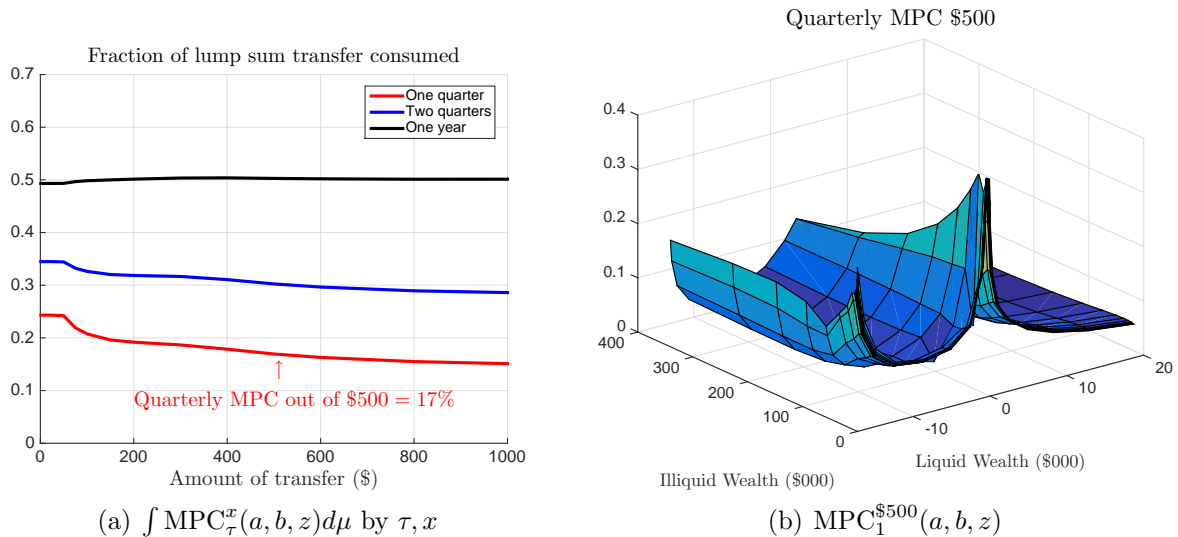 Fraction of lump sum transfer consumed
0.7
0.6
0.5
0.4
0.3
0.2
0.1
0
One quarter
Two quarters
One year
↑
Quarterly MPC out of $500 = 17%
0 200 400 600 800 1000
Amount of transfer ($)
(a) ∫ MPC^x_τ(a, b, z)dμ by τ, x
Quarterly MPC $500
0.4
0.3
0.2
0.1
0
400
300
200
100
0
-10
0
10
20
Illiquid Wealth ($000)
Liquid Wealth ($000)
(b) MPC^{$500}_1(a, b, z)